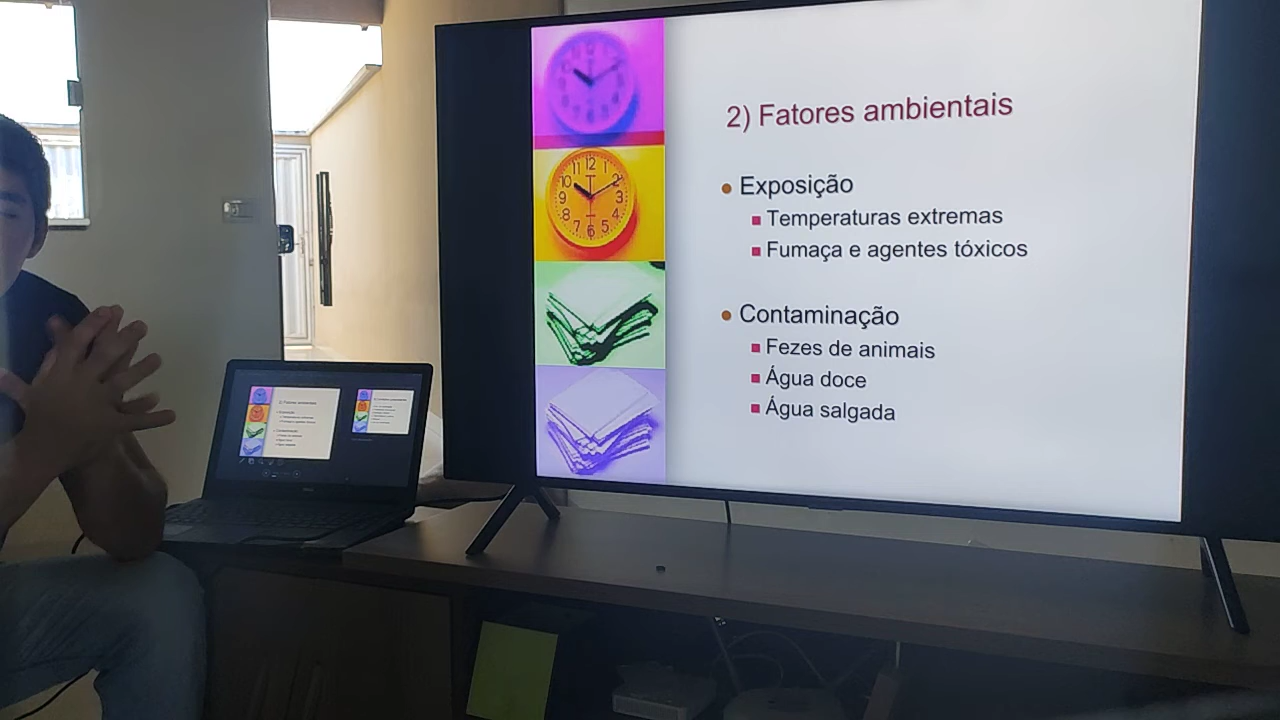 2) Fatores ambientais
Exposição
Temperaturas extremas
Fumaça e agentes tóxicos
Contaminação
Fezes de animais
Água doce
Água salgada